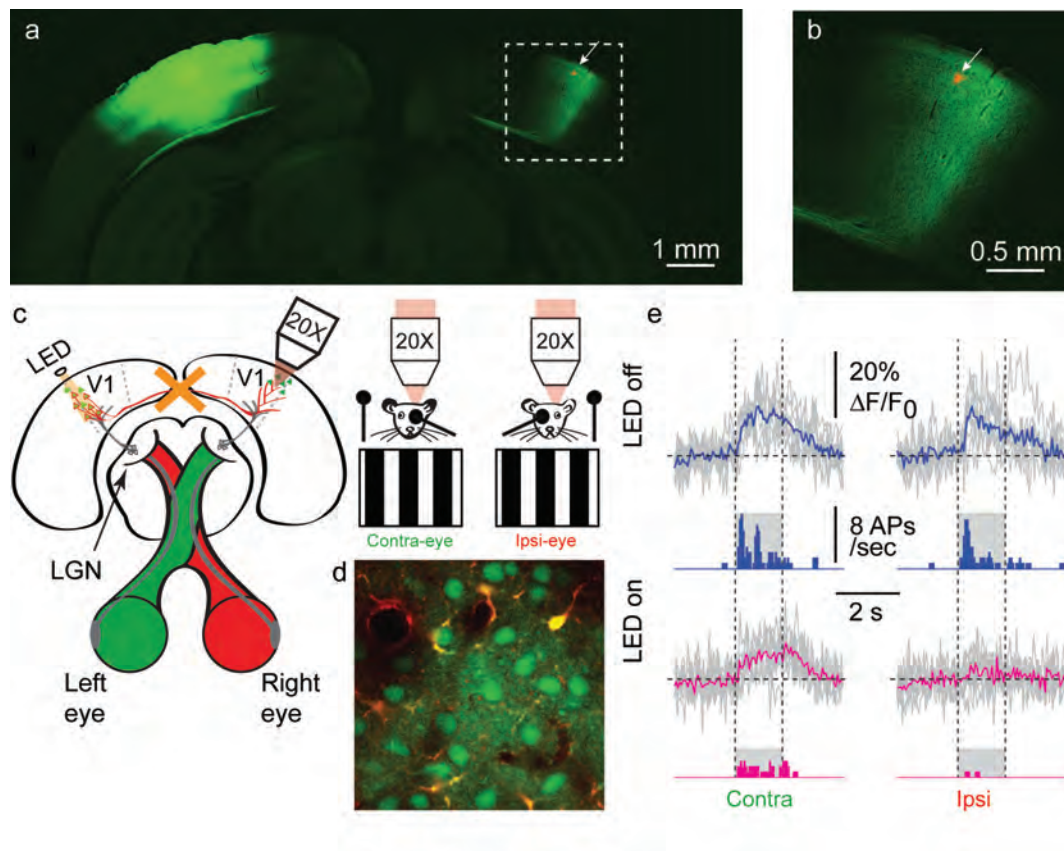 a
1 mm
b
0.5 mm
c
LED
V1
V1
20X
LGN
Left
eye
Right
eye
20X
20X
Contra-eye
Ipsi-eye
d
e
LED off
20%
ΔF/F0
8 APs
/sec
2 s
LED on
Contra
Ipsi